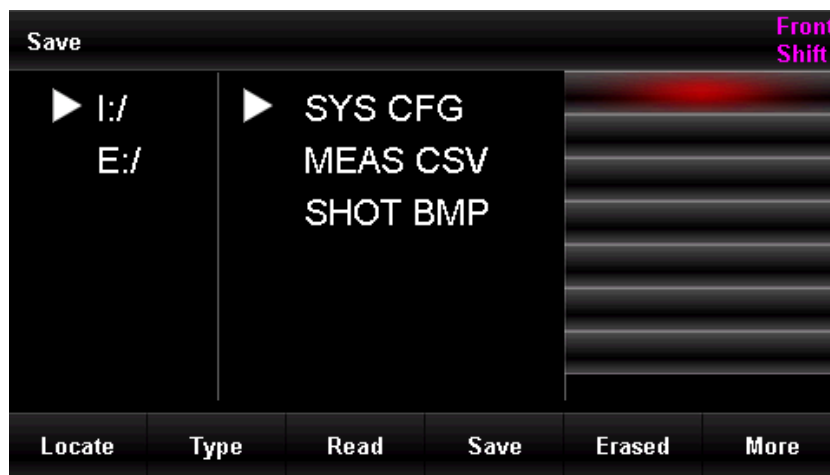 Save
Front
Shift
I:/
E:/
SYS CFG
MEAS CSV
SHOT BMP
Locate Type Read Save Erased More